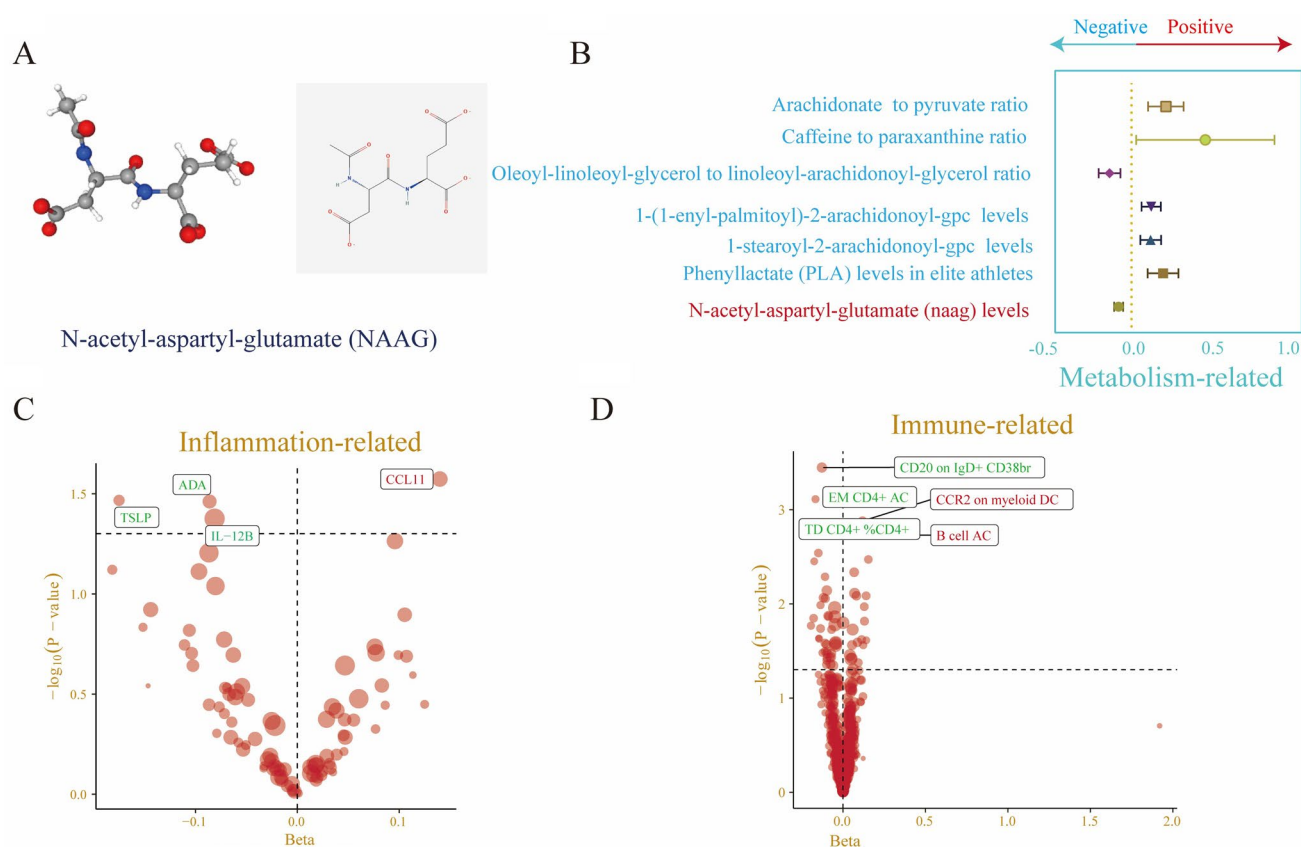 A
N-acetyl-aspartyl-glutamate (NAAG)
B
Negative Positive
Arachidonate to pyruvate ratio
Caffeine to paraxanthine ratio
Oleoyl-linoleoyl-glycerol to linoleoyl-arachidonoyl-glycerol ratio
1-(1-enyl-palmitoyl)-2-arachidonoyl-gpc levels
1-stearoyl-2-arachidonoyl-gpc levels
Phenyllactate (PLA) levels in elite athletes
N-acetyl-aspartyl-glutamate (naag) levels
-0.5 0.0 0.5 1.0
Metabolism-related
C
Inflammation-related
ADA
CCL11
TSLP
IL−12B
1.5
1.0
0.5
0.0
−log10(P − value)
−0.1 0.0 0.1
Beta
D
Immune-related
CD20 on IgD+ CD38br
EM CD4+ AC
CCR2 on myeloid DC
TD CD4+ %CD4+
B cell AC
3
2
1
0
−log10(P − value)
0.0 0.5 1.0 1.5 2.0
Beta